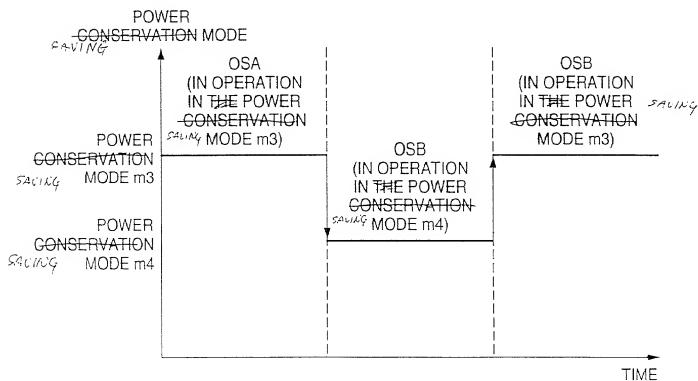 POWER
CONSERVATION MODE
SAVING
OSA
(IN OPERATION
IN THE POWER
CONSERVATION
SAVING MODE m3)
OSB
(IN OPERATION
IN THE POWER
CONSERVATION
SAVING
MODE m3)
POWER
CONSERVATION
SAVING MODE m3
OSB
(IN OPERATION
IN THE POWER
CONSERVATION
SAVING MODE m4)
POWER
CONSERVATION
SAVING MODE m4
TIME